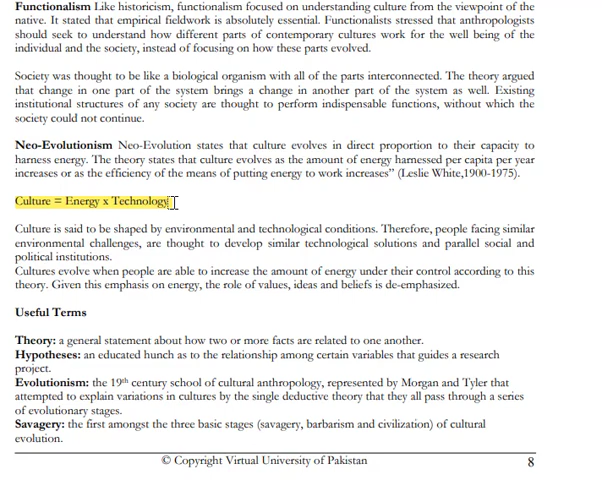 Functionalism Like historicism, functionalism focused on understanding culture from the viewpoint of the
native. It stated that empirical fieldwork is absolutely essential. Functionalists stressed that anthropologists
should seek to understand how different parts of contemporary cultures work for the well being of the
individual and the society, instead of focusing on how these parts evolved.
Society was thought to be like a biological organism with all of the parts interconnected. The theory argued
that change in one part of the system brings a change in another part of the system as well. Existing
institutional structures of any society are thought to perform indispensable functions, without which the
society could not continue.
Neo-Evolutionism Neo-Evolution states that culture evolves in direct proportion to their capacity to
harness energy. The theory states that culture evolves as the amount of energy harnessed per capita per year
increases or as the efficiency of the means of putting energy to work increases” (Leslie White,1900-1975).
Culture = Energy x Technology
Culture is said to be shaped by environmental and technological conditions. Therefore, people facing similar
environmental challenges, are thought to develop similar technological solutions and parallel social and
political institutions.
Cultures evolve when people are able to increase the amount of energy under their control according to this
theory. Given this emphasis on energy, the role of values, ideas and beliefs is de-emphasized.
Useful Terms
Theory: a general statement about how two or more facts are related to one another.
Hypotheses: an educated hunch as to the relationship among certain variables that guides a research
project.
Evolutionism: the 19th century school of cultural anthropology, represented by Morgan and Tyler that
attempted to explain variations in cultures by the single deductive theory that they all pass through a series
of evolutionary stages.
Savagery: the first amongst the three basic stages (savagery, barbarism and civilization) of cultural
evolution.
© Copyright Virtual University of Pakistan 8